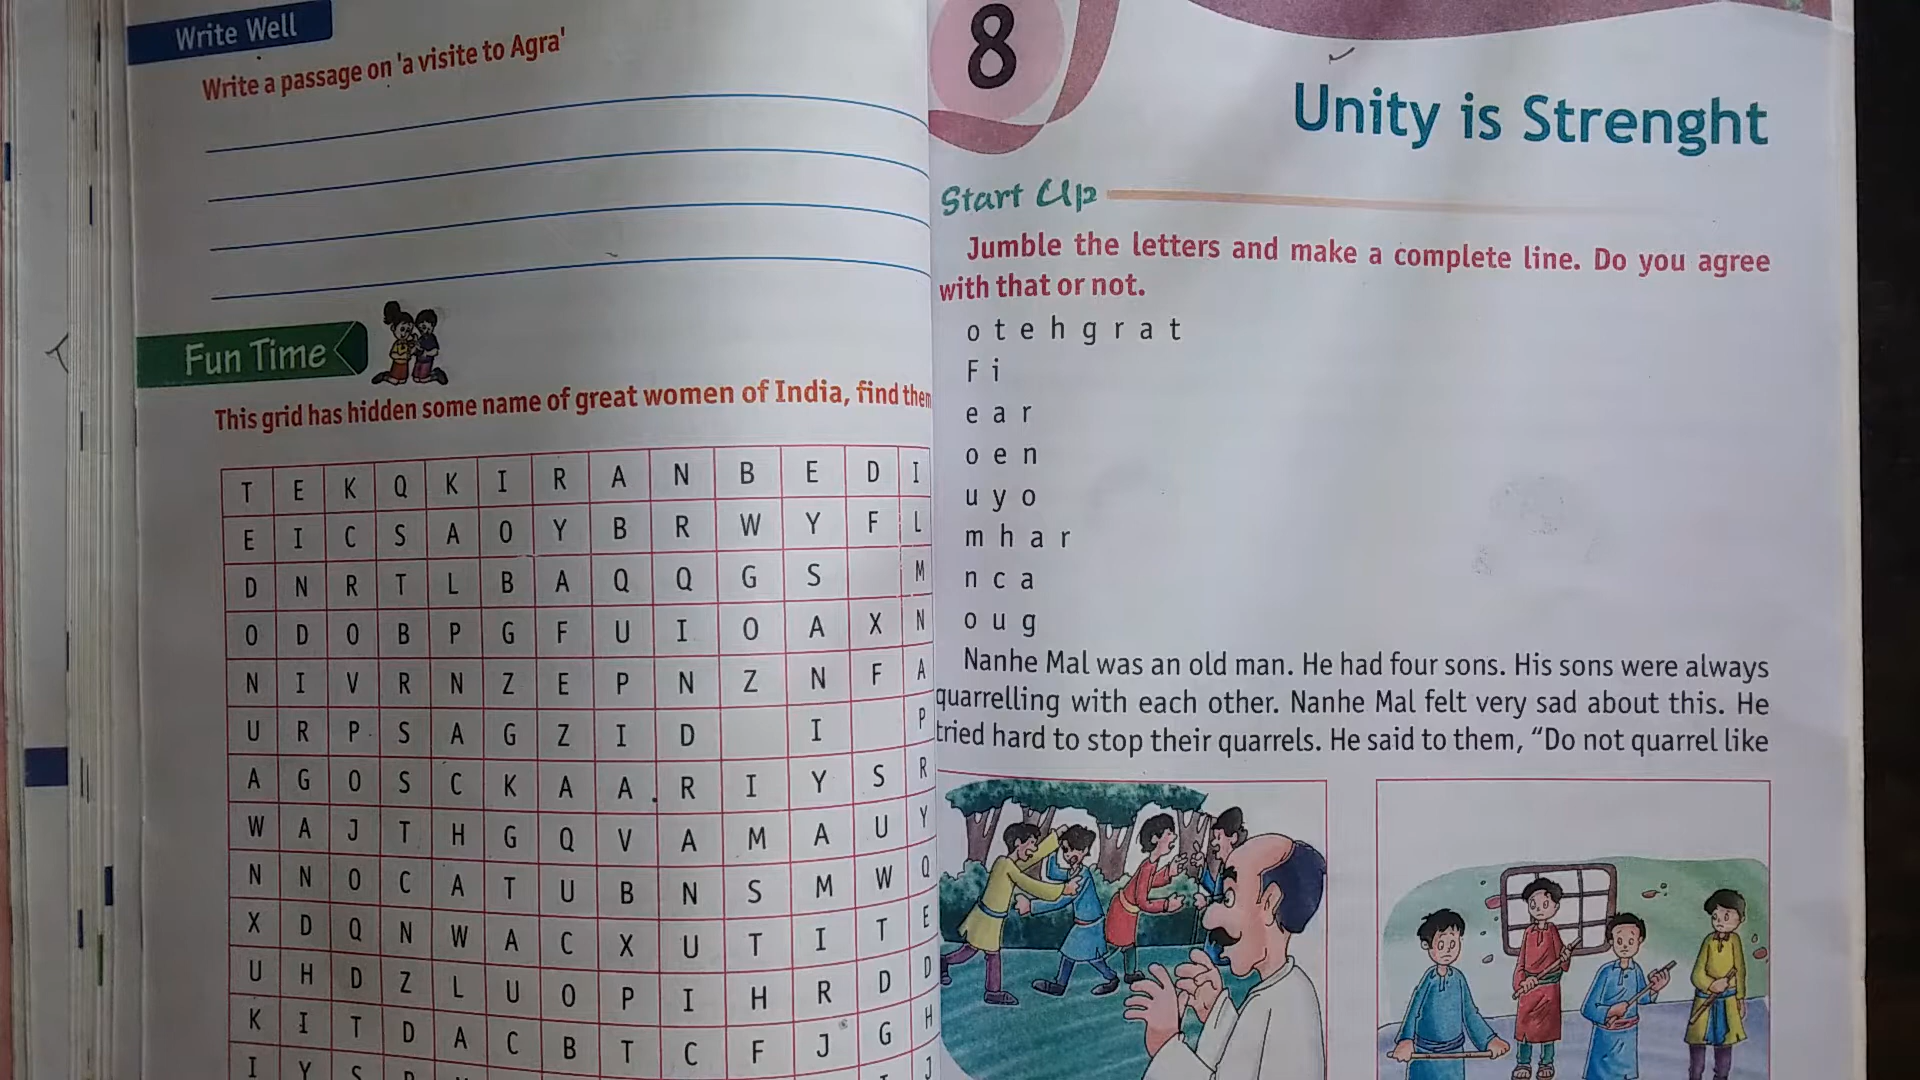 Write Well
Write a passage on 'a visite to Agra'
Fun Time
This grid has hidden some name of great women of India, find them
T E K Q K I R A N B E D I
E I C S A O Y B R W Y F L
D N R T L B A Q Q G S M
O D O B P G F U I O A X N
N I V R N Z E P N Z N F A
U R P S A G Z I D I P
A G O S C K A A R I Y S R
W A J T H G Q V A M A U Y
N N O C A T U B N S M W Q
X D Q N W A C X U T I T E
U H D Z L U O P I H R D D
K I T D A C B T C F J G H
I Y S J
8
Unity is Strenght
Start Up
Jumble the letters and make a complete line. Do you agree
with that or not.
o t e h g r a t
F i
e a r
o e n
u y o
m h a r
n c a
o u g
Nanhe Mal was an old man. He had four sons. His sons were always
quarrelling with each other. Nanhe Mal felt very sad about this. He
tried hard to stop their quarrels. He said to them, “Do not quarrel like